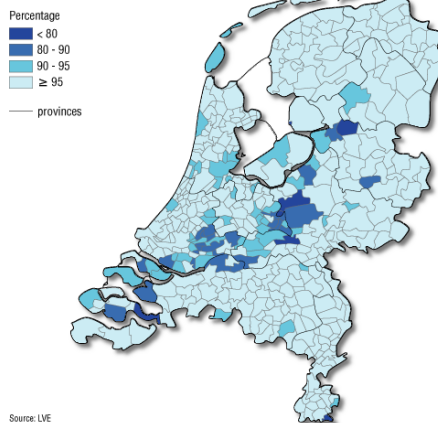 Percentage
< 80
80 - 90
90 - 95
≥ 95
provinces
Source: LVE